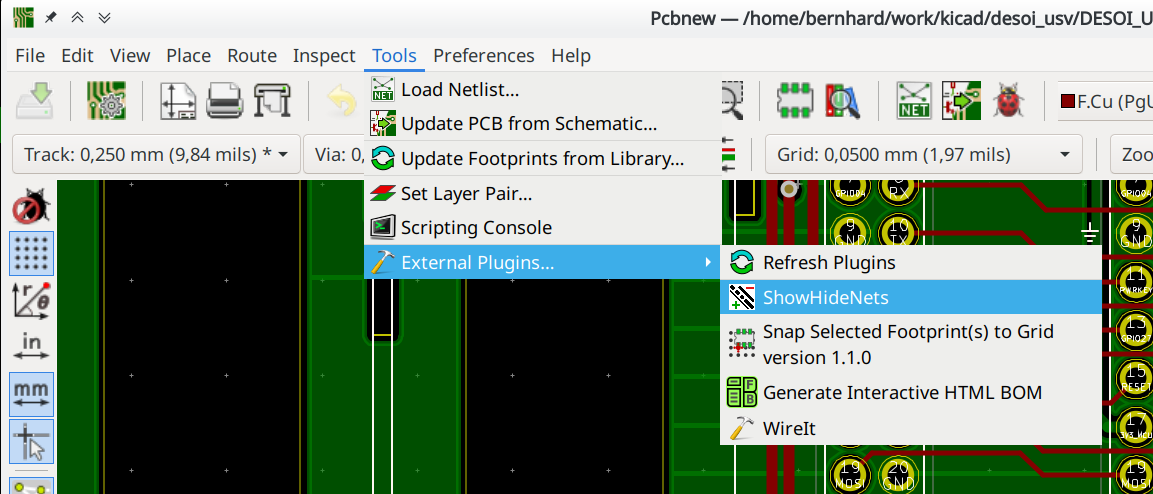 Pcbnew — /home/bernhard/work/kicad/desoi_usv/DESOI_U
File Edit View Place Route Inspect Tools Preferences Help
Load Netlist...
Update PCB from Schematic...
Update Footprints from Library...
Set Layer Pair...
Scripting Console
External Plugins...
NET
F.Cu (PgU
Track: 0,250 mm (9,84 mils) *
Via: 0,
Grid: 0,0500 mm (1,97 mils)
Zoo
in
mm
Refresh Plugins
ShowHideNets
Snap Selected Footprint(s) to Grid
version 1.1.0
Generate Interactive HTML BOM
WireIt
RX
9
GND
10
TX
9
GND
11
PWRKEY
13
15
RESET
17
19
MOSI
20
GND
19
MOSI